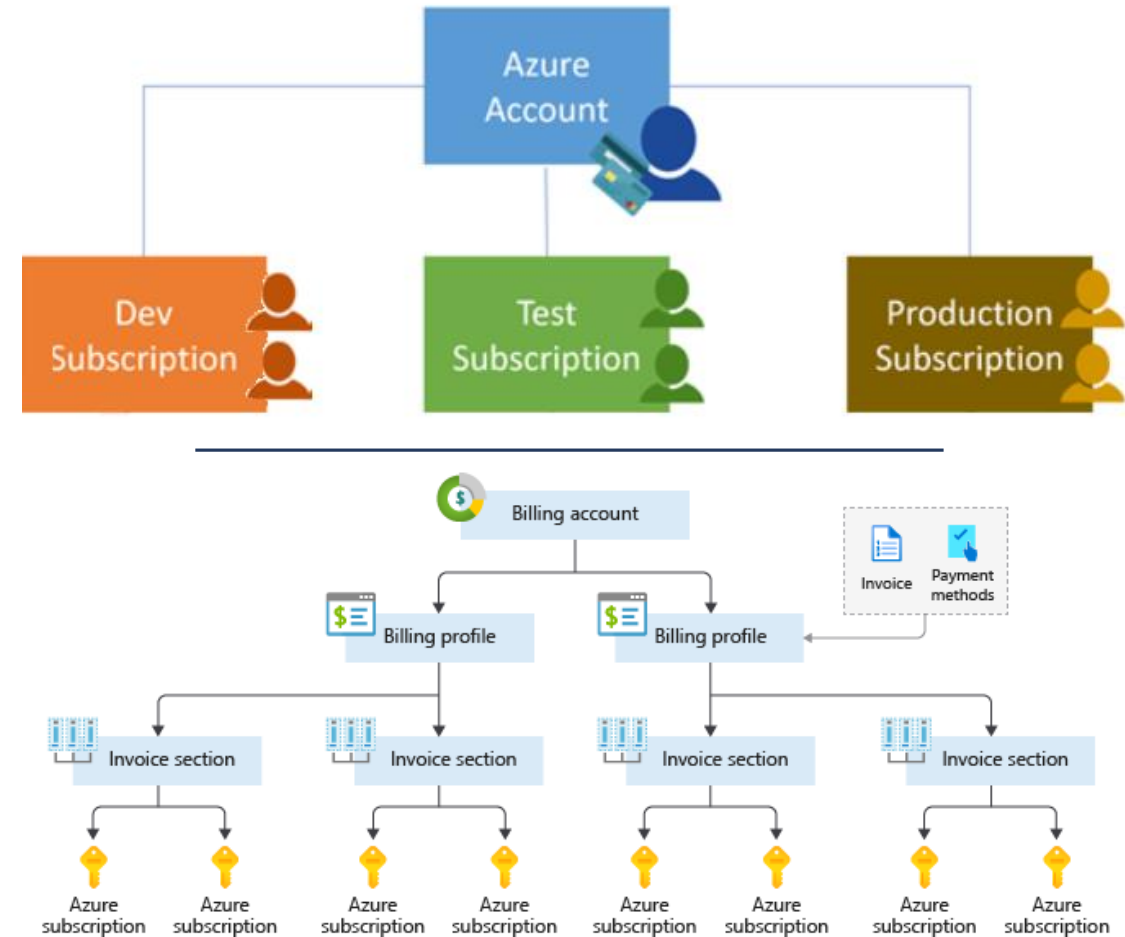 Azure
Account
Dev
Subscription
Test
Subscription
Production
Subscription
Billing account
Invoice
Payment
methods
Billing profile
Billing profile
Invoice section
Invoice section
Invoice section
Invoice section
Azure
subscription
Azure
subscription
Azure
subscription
Azure
subscription
Azure
subscription
Azure
subscription
Azure
subscription
Azure
subscription